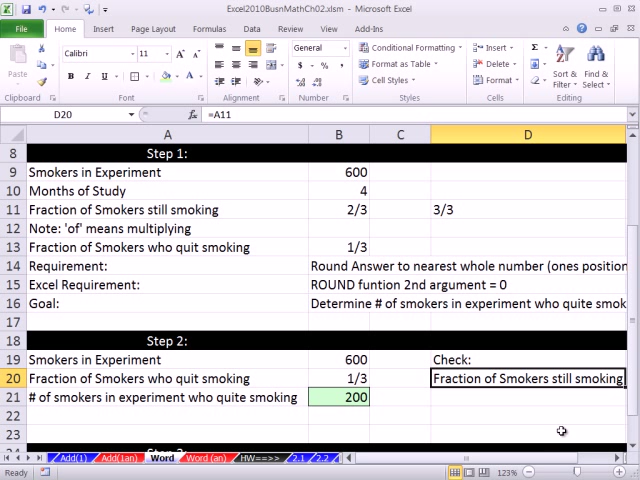 Excel2010BusnMathCh02.xlsm - Microsoft Excel
File Home Insert Page Layout Formulas Data Review View Add-Ins
Paste
Clipboard
Calibri 11
B I U
Font
Alignment
General
$ % ,
Number
Conditional Formatting
Format as Table
Cell Styles
Styles
Insert
Delete
Format
Cells
Sort & Filter
Find & Select
Editing
D20 fx =A11
A B C D
8 Step 1:
9 Smokers in Experiment 600
10 Months of Study 4
11 Fraction of Smokers still smoking 2/3 3/3
12 Note: 'of' means multiplying
13 Fraction of Smokers who quit smoking 1/3
14 Requirement: Round Answer to nearest whole number (ones position
15 Excel Requirement: ROUND funtion 2nd argument = 0
16 Goal: Determine # of smokers in experiment who quite smok
17
18 Step 2:
19 Smokers in Experiment 600 Check:
20 Fraction of Smokers who quit smoking 1/3 Fraction of Smokers still smoking
21 # of smokers in experiment who quite smoking 200
22
23
24 Step 3:
Add(1) Add(1an) Word Word (an) HW==>> 2.1 2.2
Ready 123%